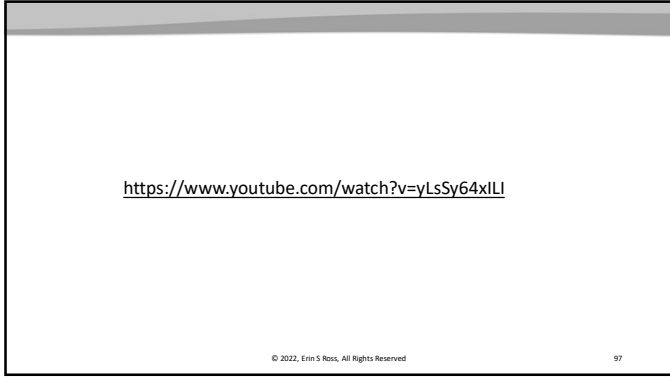 https://www.youtube.com/watch?v=yLsSy64xILI
© 2022, Erin S Ross, All Rights Reserved
97